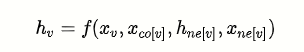 h_v = f(x_v, x_{co[v]}, h_{ne[v]}, x_{ne[v]})